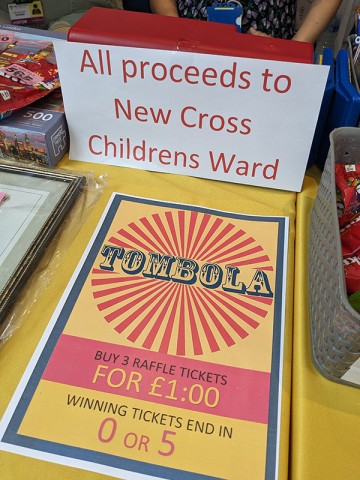 All proceeds to
New Cross
Childrens Ward
500
TOMBOLA
BUY 3 RAFFLE TICKETS
FOR £1:00
WINNING TICKETS END IN
0 OR 5